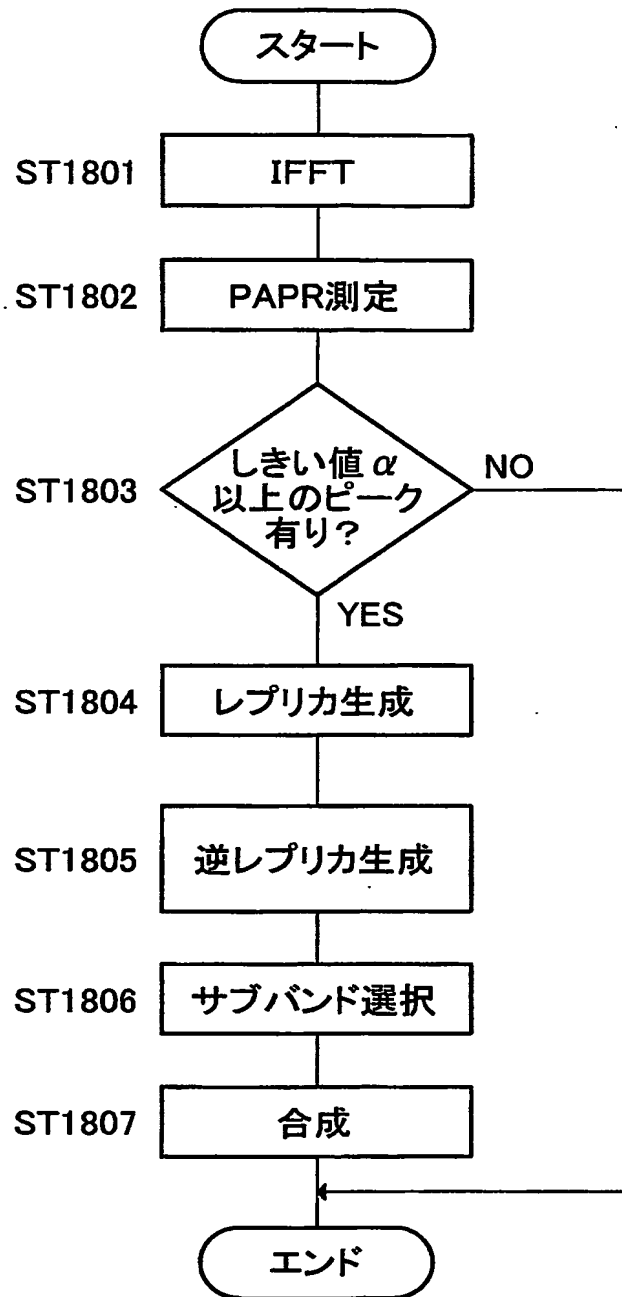 スタート
ST1801
IFFT
ST1802
PAPR測定
ST1803
しきい値α
以上のピーク
有り?
NO
YES
ST1804
レプリカ生成
ST1805
逆レプリカ生成
ST1806
サブバンド選択
ST1807
合成
エンド